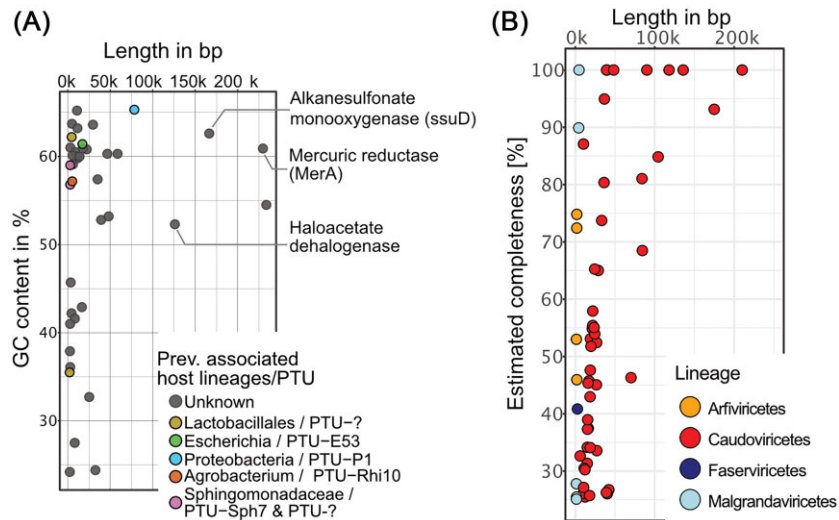 (A)
Length in bp
0k 50k 100k 150k 200 k
GC content in %
60
50
40
30
Alkanesulfonate
monooxygenase (ssuD)
Mercuric reductase
(MerA)
Haloacetate
dehalogenase
Prev. associated
host lineages/PTU
Unknown
Lactobacillales / PTU-?
Escherichia / PTU-E53
Proteobacteria / PTU-P1
Agrobacterium / PTU-Rhi10
Sphingomonadaceae /
PTU-Sph7 & PTU-?
(B)
Length in bp
0k 100k 200k
Estimated completeness [%]
100
90
80
70
60
50
40
30
Lineage
Arfiviricetes
Caudoviricetes
Faserviricetes
Malgrandaviricetes